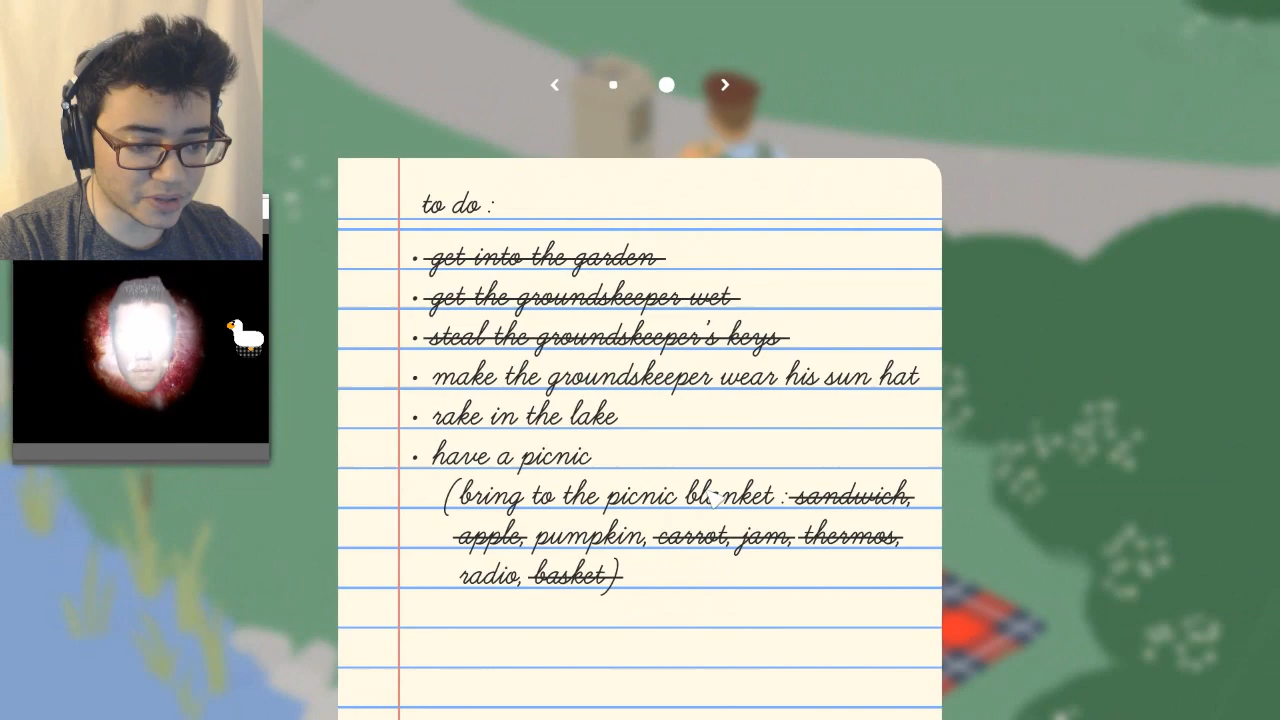 to do :
• get into the garden
• get the groundskeeper wet
• steal the groundskeeper's keys
• make the groundskeeper wear his sun hat
• rake in the lake
• have a picnic
(bring to the picnic blanket : sandwich,
apple, pumpkin, carrot, jam, thermos,
radio, basket)